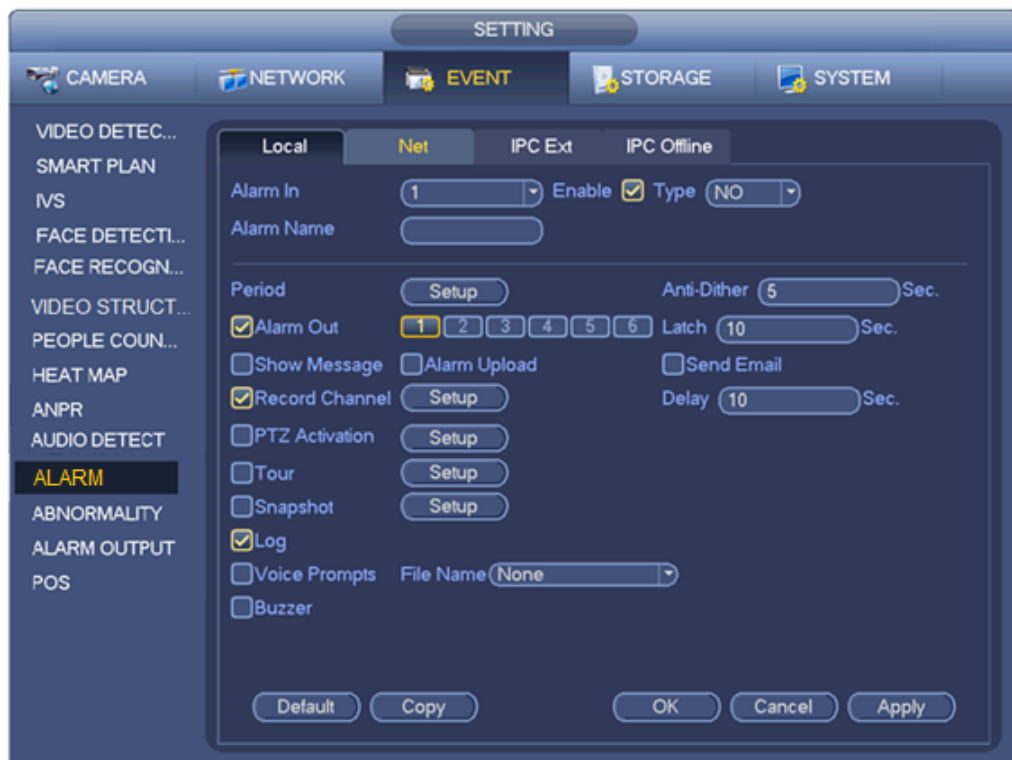 SETTING
CAMERA NETWORK EVENT STORAGE SYSTEM
VIDEO DETEC...
SMART PLAN
IVS
FACE DETECTI...
FACE RECOGN...
VIDEO STRUCT...
PEOPLE COUN...
HEAT MAP
ANPR
AUDIO DETECT
ALARM
ABNORMALITY
ALARM OUTPUT
POS
Local Net IPC Ext IPC Offline
Alarm In 1 Enable Type NO
Alarm Name
Period Setup Anti-Dither 5 Sec.
Alarm Out 1 2 3 4 5 6 Latch 10 Sec.
Show Message Alarm Upload Send Email
Record Channel Setup Delay 10 Sec.
PTZ Activation Setup
Tour Setup
Snapshot Setup
Log
Voice Prompts File Name None
Buzzer
Default Copy OK Cancel Apply